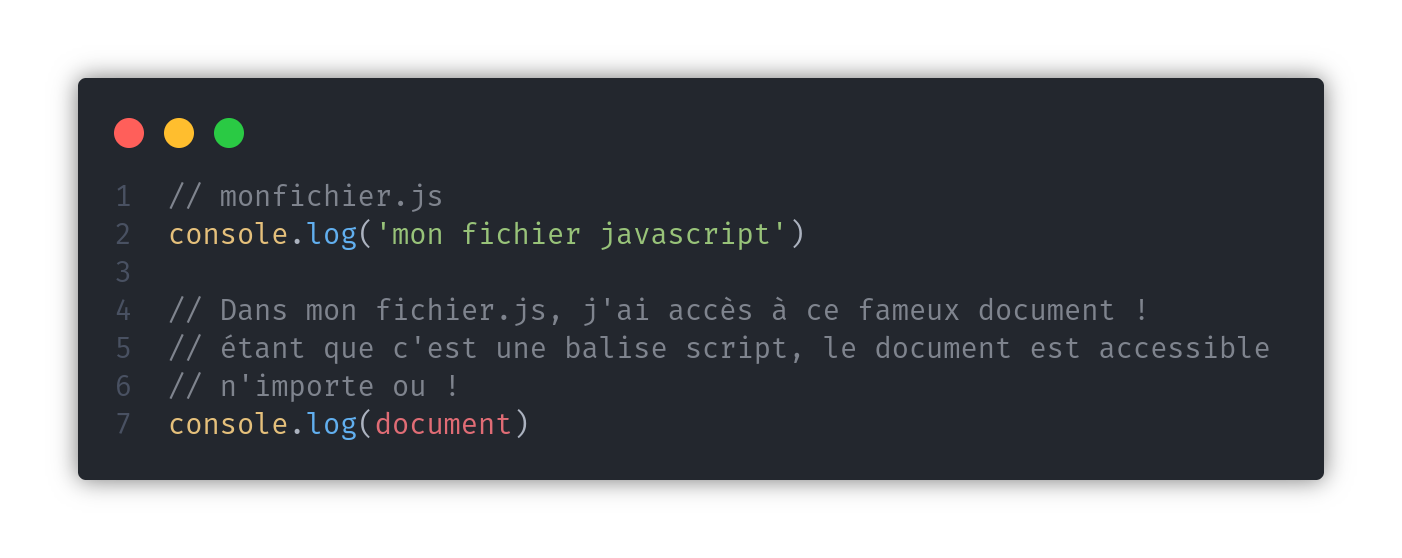 1 // monfichier.js
2 console.log('mon fichier javascript')
3
4 // Dans mon fichier.js, j'ai accès à ce fameux document !
5 // étant que c'est une balise script, le document est accessible
6 // n'importe ou !
7 console.log(document)